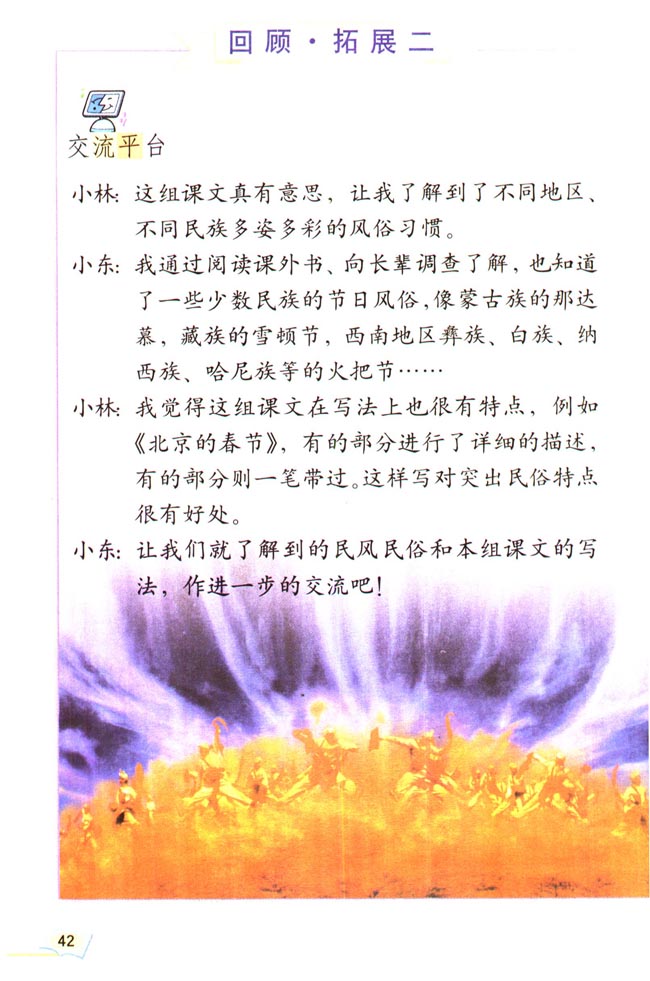 回顾·拓展二
交流平台
小林：这组课文真有意思，让我了解到了不同地区、
不同民族多姿多彩的风俗习惯。
小东：我通过阅读课外书、向长辈调查了解，也知道
了一些少数民族的节日风俗，像蒙古族的那达
慕，藏族的雪顿节，西南地区彝族、白族、纳
西族、哈尼族等的火把节……
小林：我觉得这组课文在写法上也很有特点，例如
《北京的春节》，有的部分进行了详细的描述，
有的部分则一笔带过。这样写对突出民俗特点
很有好处。
小东：让我们就了解到的民风民俗和本组课文的写
法，作进一步的交流吧！
42